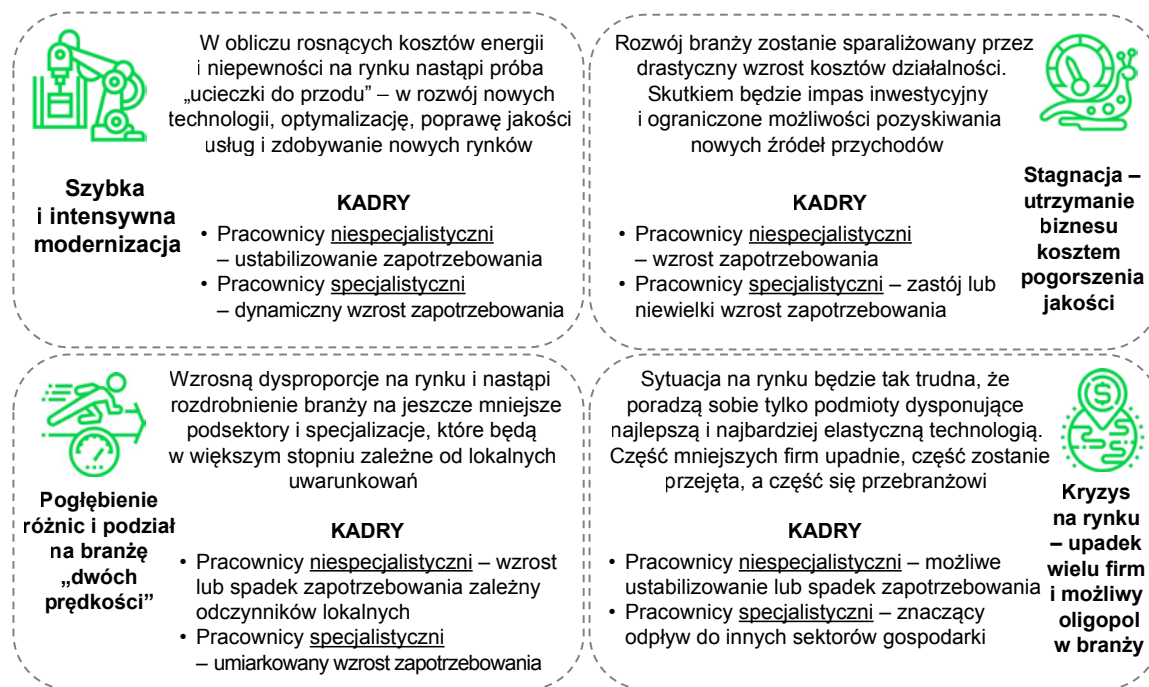 W obliczu rosnących kosztów energii
i niepewności na rynku nastąpi próba
„ucieczki do przodu” – w rozwój nowych
technologii, optymalizację, poprawę jakości
usług i zdobywanie nowych rynków
Szybka
i intensywna
modernizacja
KADRY
• Pracownicy niespecjalistyczni
– ustabilizowanie zapotrzebowania
• Pracownicy specjalistyczni
– dynamiczny wzrost zapotrzebowania
Rozwój branży zostanie sparaliżowany przez
drastyczny wzrost kosztów działalności.
Skutkiem będzie impas inwestycyjny
i ograniczone możliwości pozyskiwania
nowych źródeł przychodów
Stagnacja –
utrzymanie
biznesu
kosztem
pogorszenia
jakości
KADRY
• Pracownicy niespecjalistyczni
– wzrost zapotrzebowania
• Pracownicy specjalistyczni – zastój lub
niewielki wzrost zapotrzebowania
Wzrosną dysproporcje na rynku i nastąpi
rozdrobnienie branży na jeszcze mniejsze
podsektory i specjalizacje, które będą
w większym stopniu zależne od lokalnych
uwarunkowań
Pogłębienie
różnic i podział
na branżę
„dwóch
prędkości”
KADRY
• Pracownicy niespecjalistyczni – wzrost
lub spadek zapotrzebowania zależny
odczynników lokalnych
• Pracownicy specjalistyczni
– umiarkowany wzrost zapotrzebowania
Sytuacja na rynku będzie tak trudna, że
poradzą sobie tylko podmioty dysponujące
najlepszą i najbardziej elastyczną technologią.
Część mniejszych firm upadnie, część zostanie
przejęta, a część się przebranżowi
Kryzys
na rynku
– upadek
wielu firm
i możliwy
oligopol
w branży
KADRY
• Pracownicy niespecjalistyczni – możliwe
ustabilizowanie lub spadek zapotrzebowania
• Pracownicy specjalistyczni – znaczący
odpływ do innych sektorów gospodarki